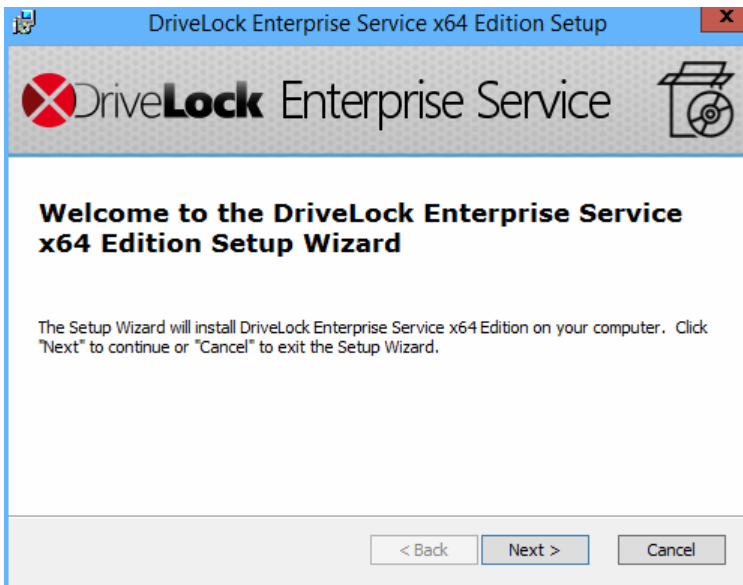 DriveLock Enterprise Service x64 Edition Setup
x
DriveLock Enterprise Service
Welcome to the DriveLock Enterprise Service
x64 Edition Setup Wizard
The Setup Wizard will install DriveLock Enterprise Service x64 Edition on your computer. Click
"Next" to continue or "Cancel" to exit the Setup Wizard.
< Back Next > Cancel